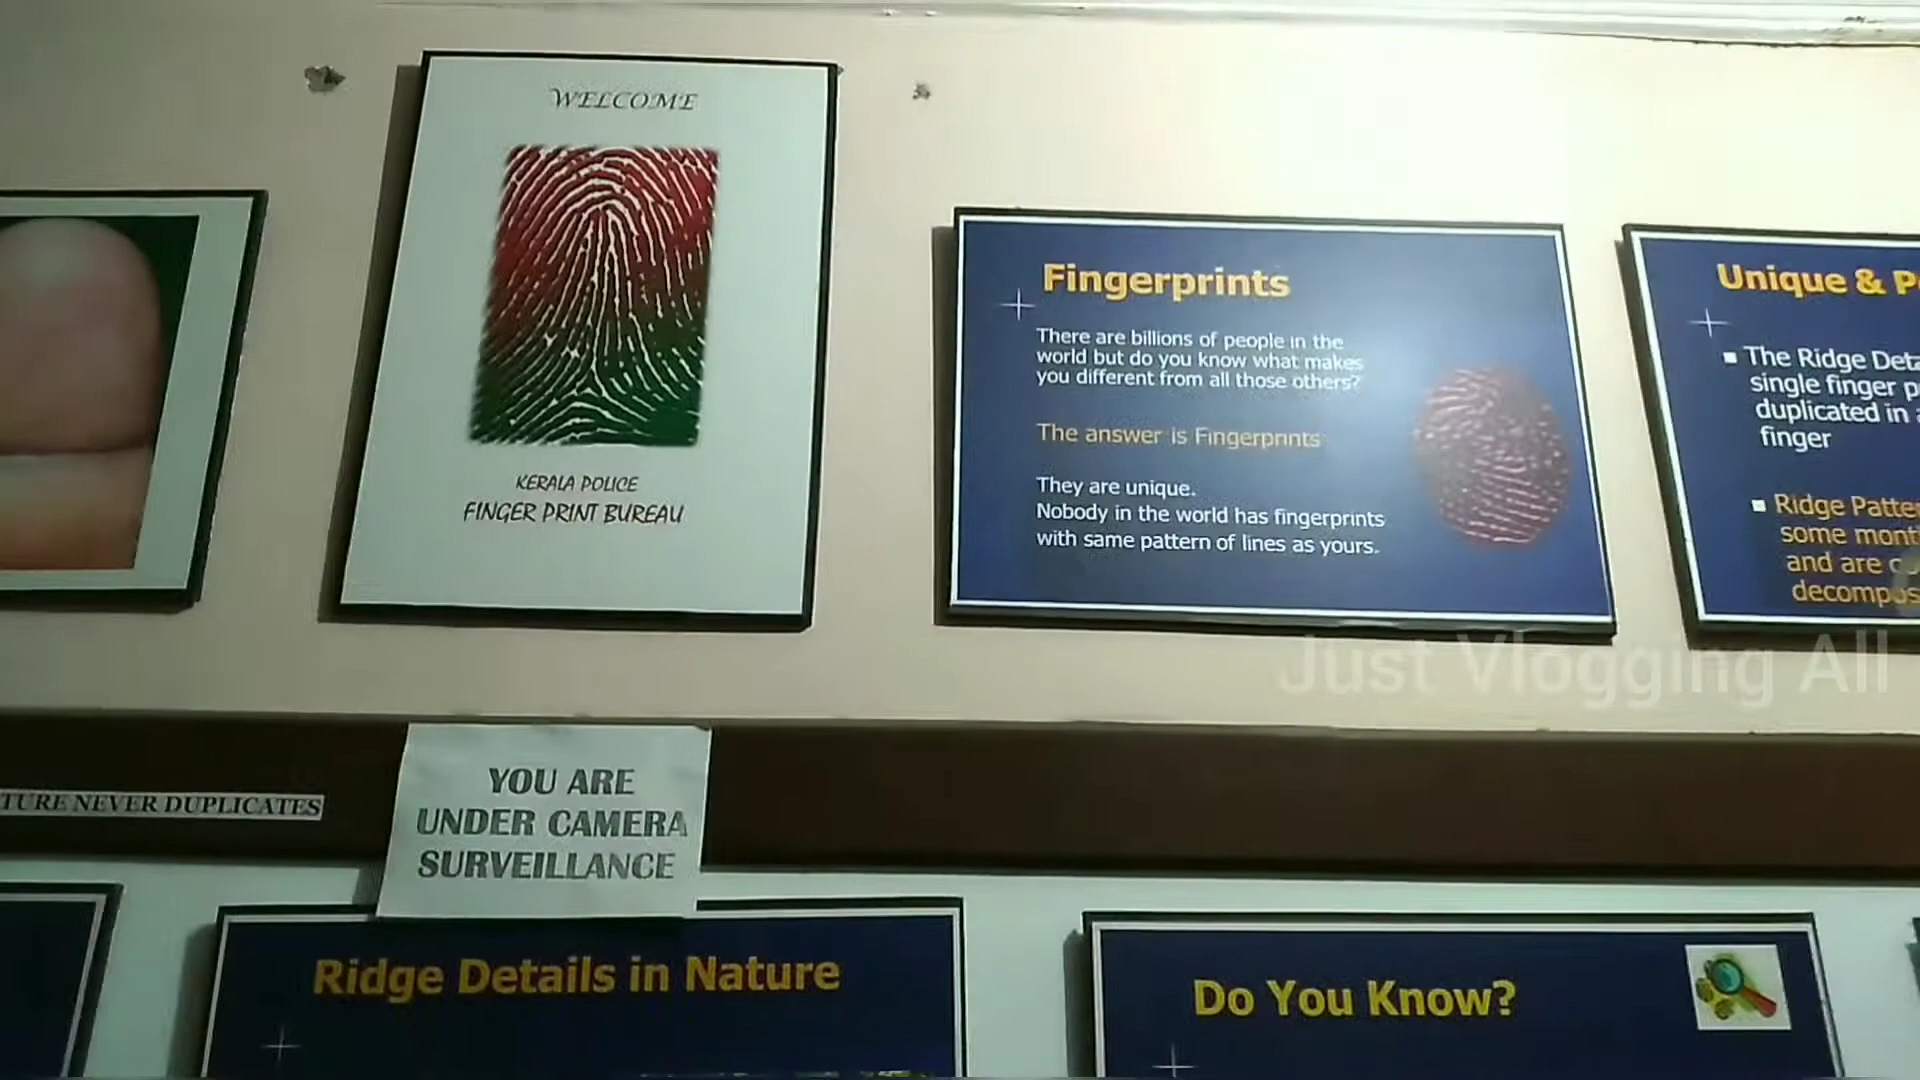 WELCOME
KERALA POLICE
FINGER PRINT BUREAU
Fingerprints
There are billions of people in the
world but do you know what makes
you different from all those others?
The answer is Fingerprints
They are unique.
Nobody in the world has fingerprints
with same pattern of lines as yours.
Unique &
The Ridge
single finger
duplicated in
finger
Ridge
some
and are
Just Vlogging All
NEVER DUPLICATES
YOU ARE
UNDER CAMERA
SURVEILLANCE
Ridge Details in Nature
Do You Know?